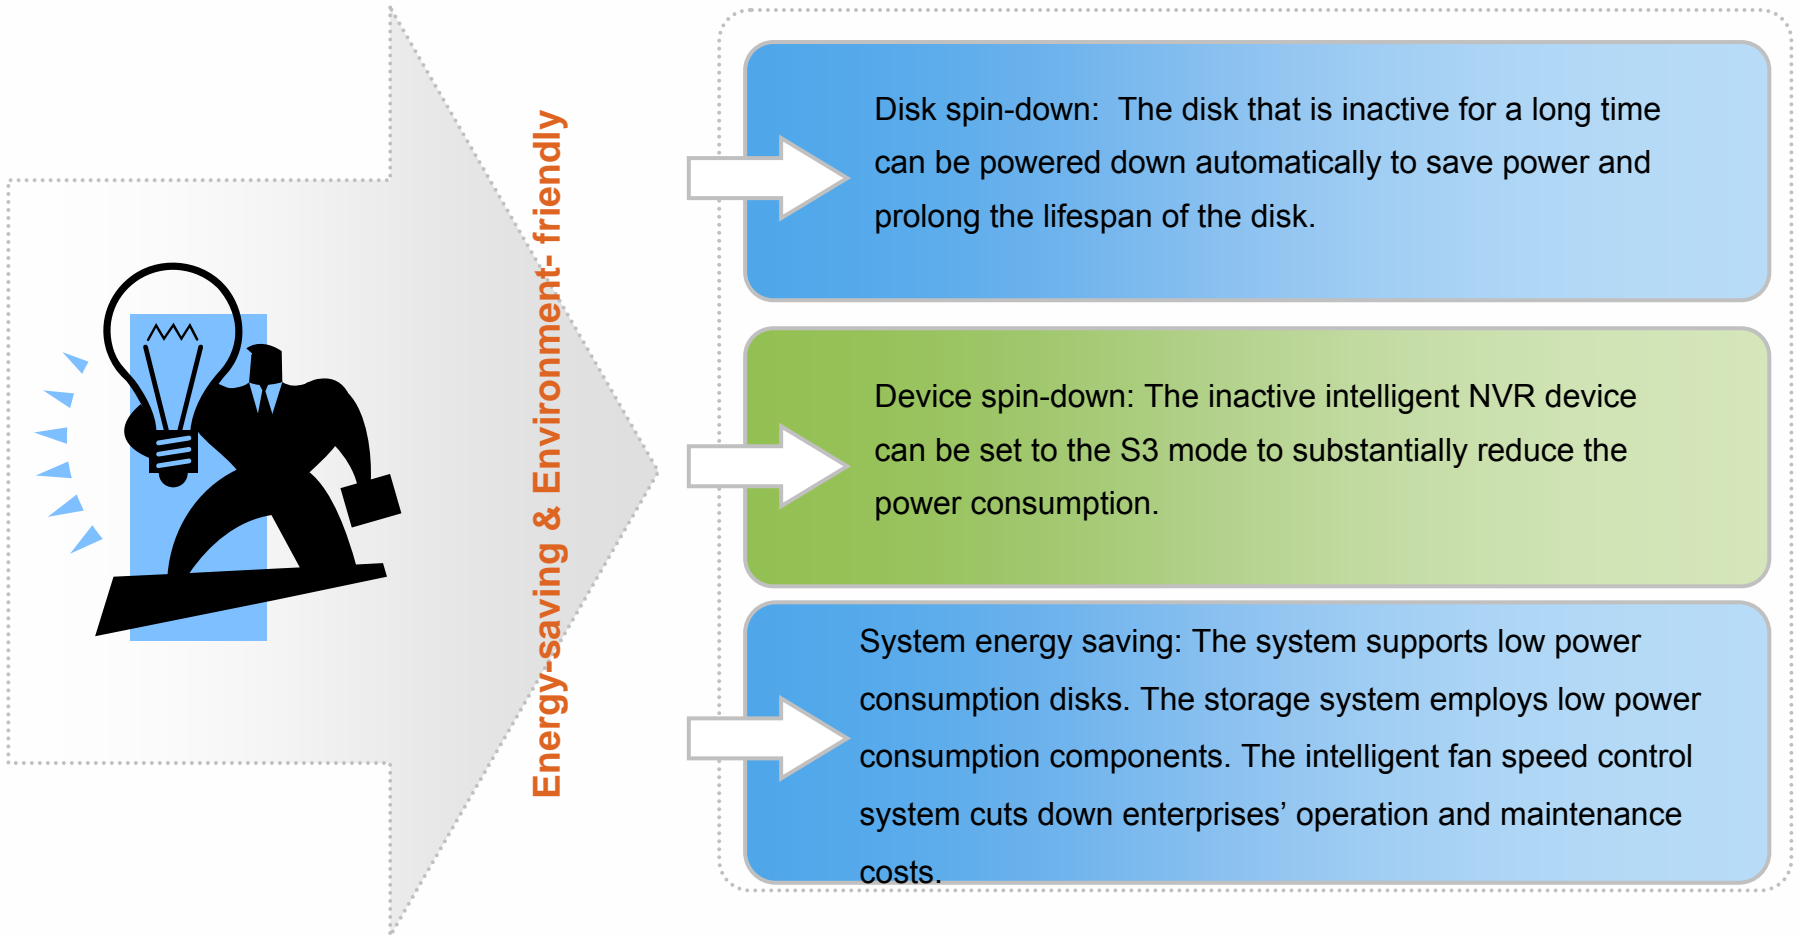 Energy-saving & Environment- friendly
Disk spin-down:  The disk that is inactive for a long time
can be powered down automatically to save power and
prolong the lifespan of the disk.
Device spin-down: The inactive intelligent NVR device
can be set to the S3 mode to substantially reduce the
power consumption.
System energy saving: The system supports low power
consumption disks. The storage system employs low power
consumption components. The intelligent fan speed control
system cuts down enterprises’ operation and maintenance
costs.